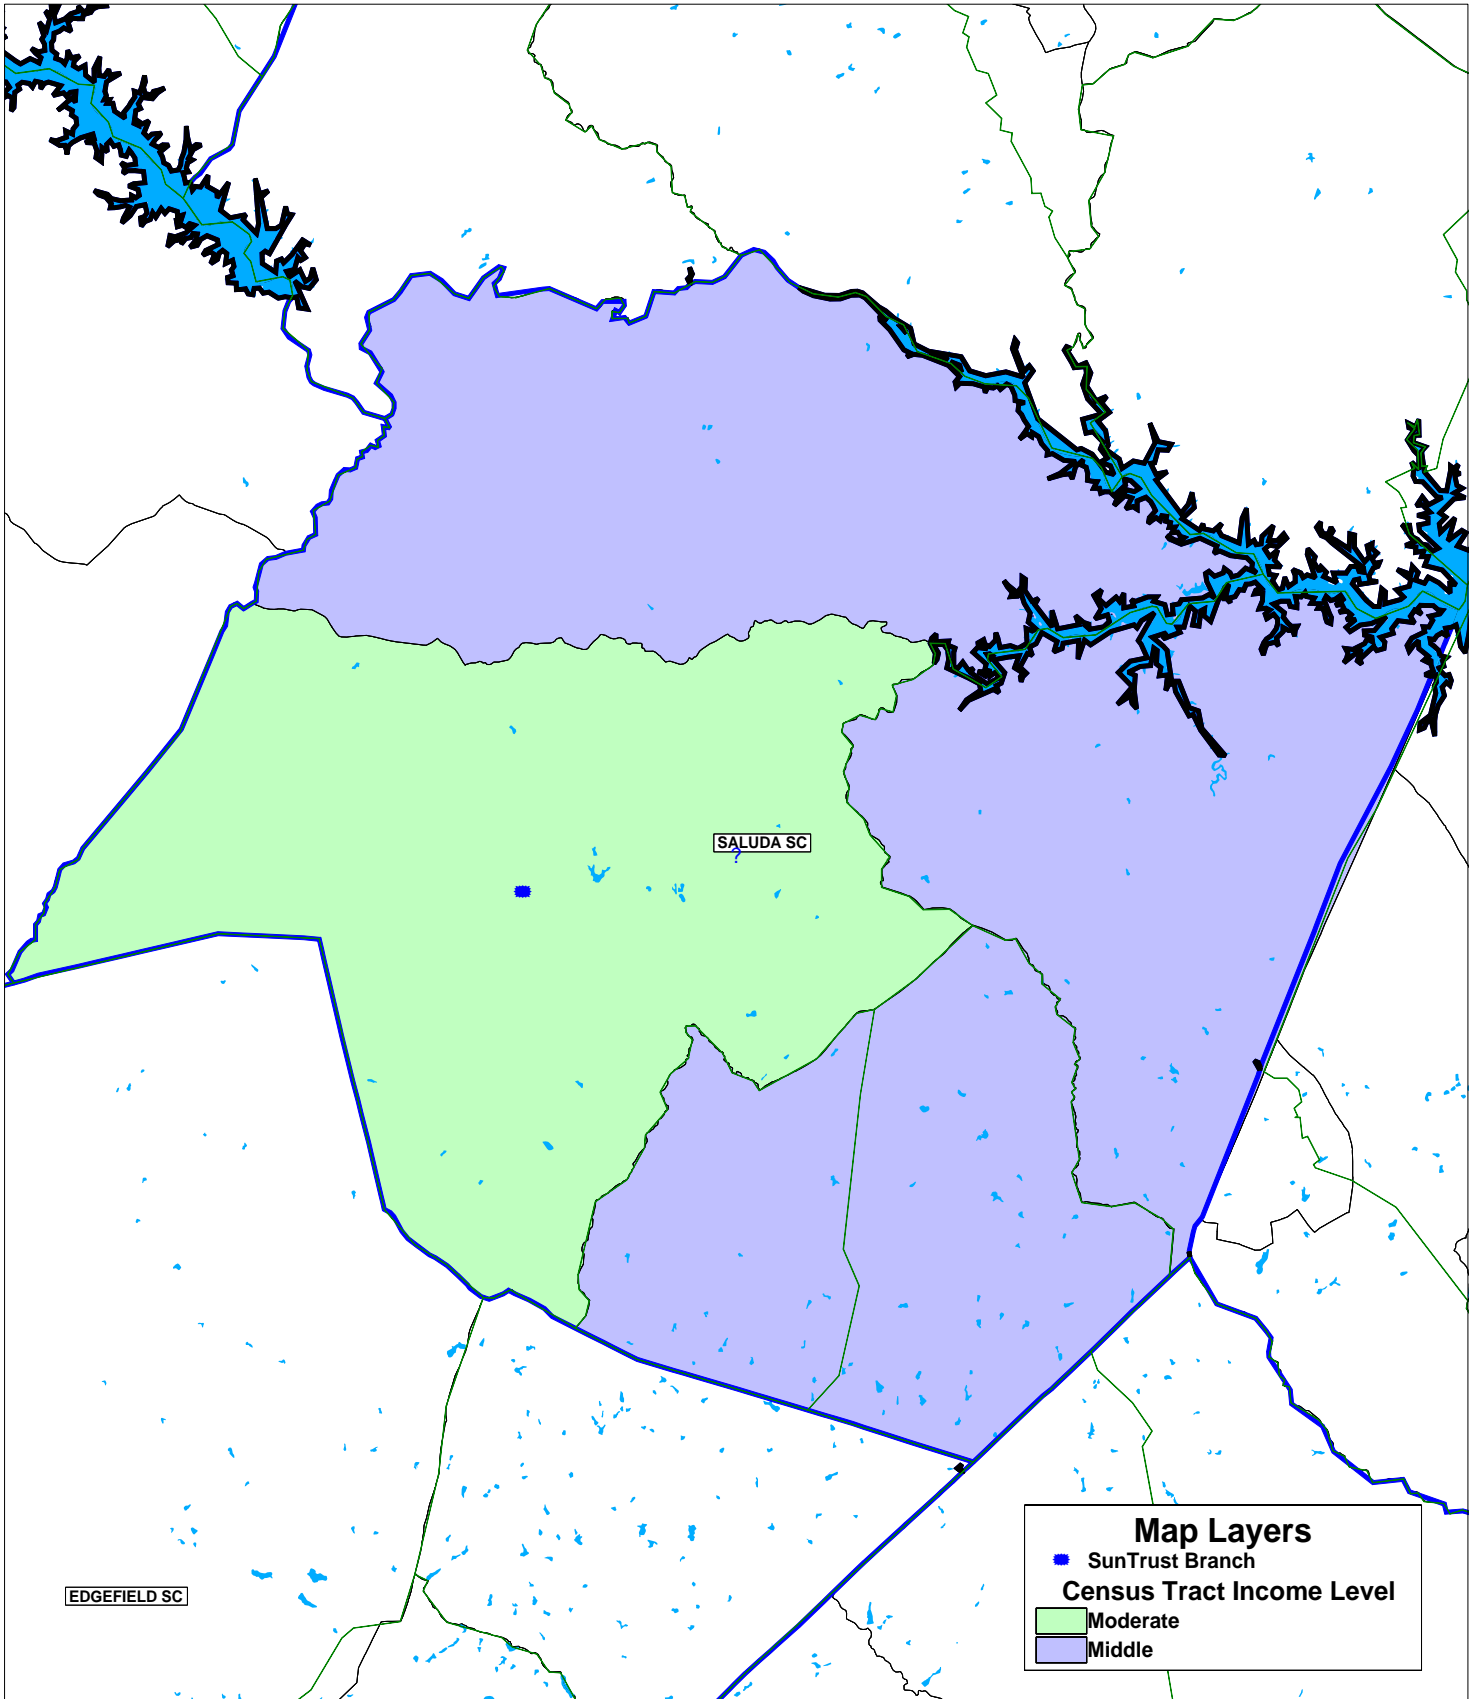 SALUDA SC
?
Map Layers
SunTrust Branch
Census Tract Income Level
Moderate
Middle
EDGEFIELD SC